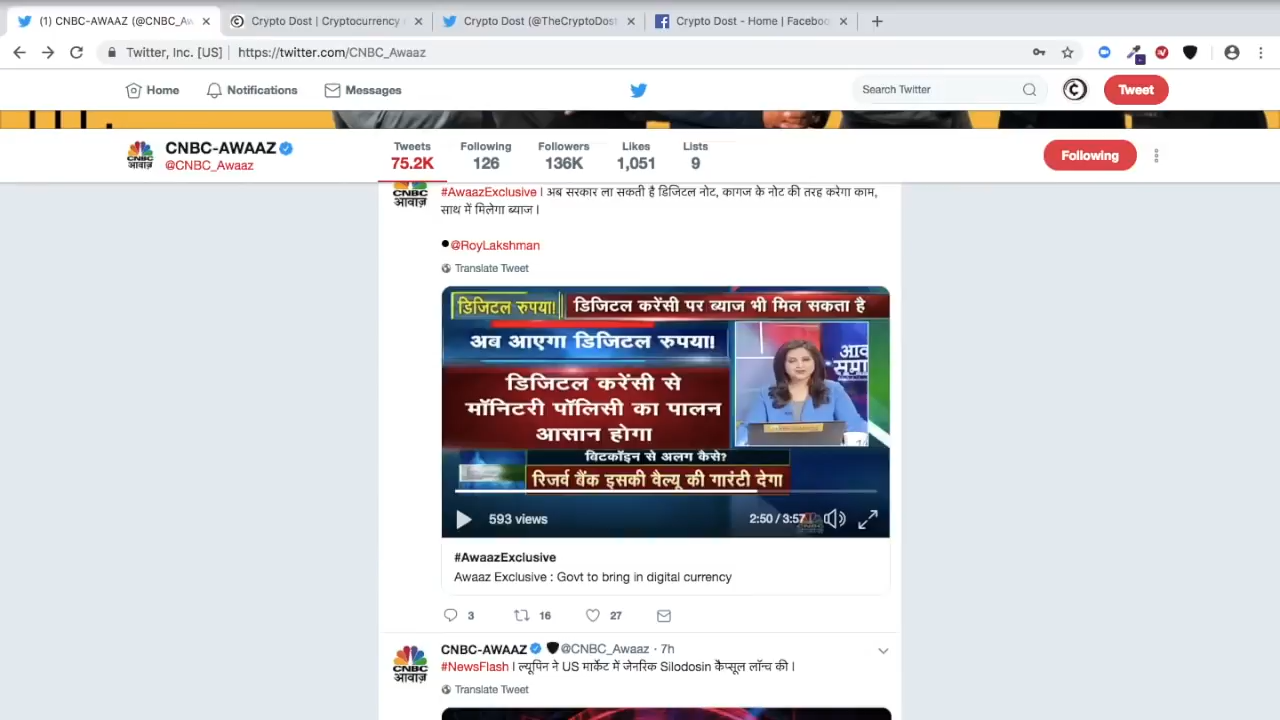 (1) CNBC-AWAAZ (@CNBC_Aw
Crypto Dost | Cryptocurrency
Crypto Dost (@TheCryptoDost
Crypto Dost - Home | Facebo
Twitter, Inc. [US] | https://twitter.com/CNBC_Awaaz
Home
Notifications
Messages
Search Twitter
Tweet
CNBC-AWAAZ
@CNBC_Awaaz
Tweets
75.2K
Following
126
Followers
136K
Likes
1,051
Lists
9
Following
#AwaazExclusive | अब सरकार ला सकती है डिजिटल नोट, कागज के नोट की तरह करेगा काम,
साथ में मिलेगा ब्याज |
CNBC
आवाज़
@RoyLakshman
Translate Tweet
डिजिटल रुपया! डिजिटल करेंसी पर ब्याज भी मिल सकता है
अब आएगा डिजिटल रुपया!
डिजिटल करेंसी से
मॉनिटरी पॉलिसी का पालन
आसान होगा
बिटकॉइन से अलग कैसे?
रिजर्व बैंक इसकी वैल्यू की गारंटी देगा
593 views
2:50 / 3:57
#AwaazExclusive
Awaaz Exclusive : Govt to bring in digital currency
3
16
27
CNBC-AWAAZ @CNBC_Awaaz · 7h
#NewsFlash | ल्यूपिन ने US मार्केट में जेनरिक Silodosin कैप्सूल लॉन्च की |
CNBC
आवाज़
Translate Tweet